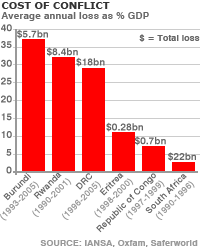 COST OF CONFLICT
Average annual loss as % GDP
$ = Total loss
40
35
30
25
20
15
10
5
0
$5.7bn
$8.4bn
$18bn
$0.28bn
$0.7bn
$22bn
Burundi
(1993-2005)
Rwanda
(1990-2001)
DRC
(1996-2005)
Eritrea
(1998-2000)
Republic of Congo
(1997-1999)
South Africa
(1990-1996)
SOURCE: IANSA, Oxfam, Saferworld